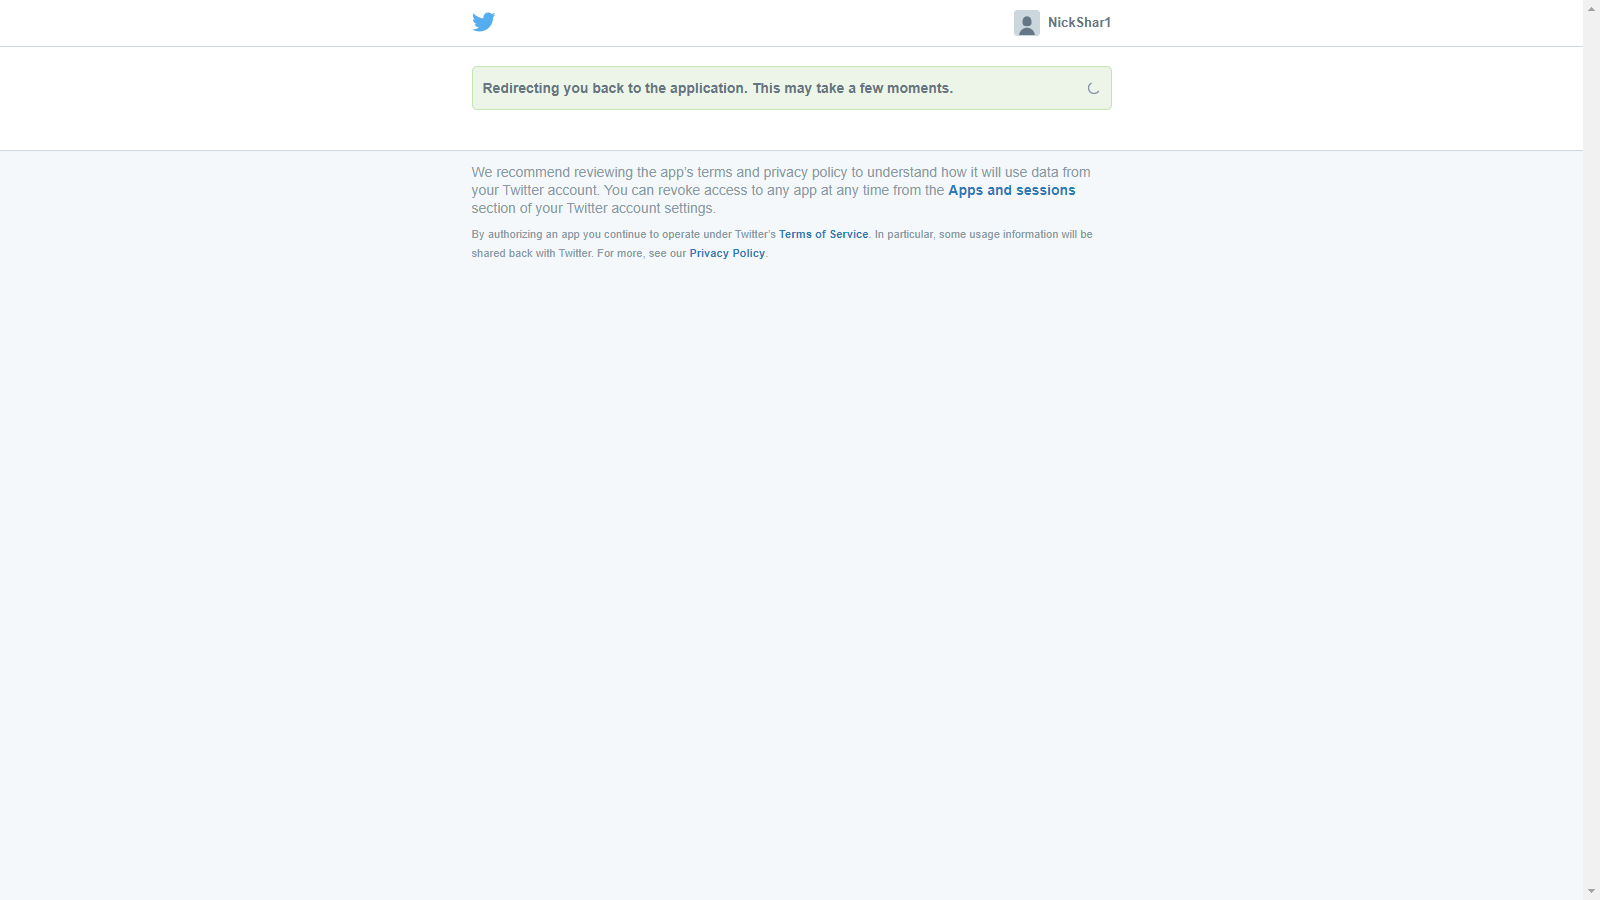 NickShar1
Redirecting you back to the application. This may take a few moments.
We recommend reviewing the app's terms and privacy policy to understand how it will use data from
your Twitter account. You can revoke access to any app at any time from the Apps and sessions
section of your Twitter account settings.
By authorizing an app you continue to operate under Twitter's Terms of Service. In particular, some usage information will be
shared back with Twitter. For more, see our Privacy Policy.